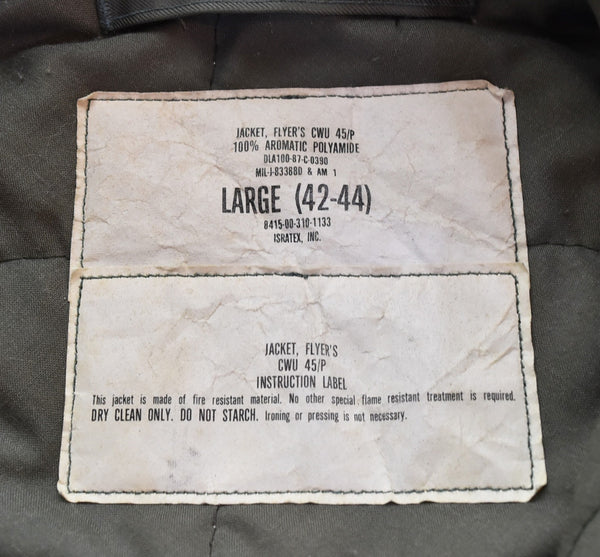 JACKET, FLYER'S CWU 45/P
100% AROMATIC POLYAMIDE
DLA100-87-C-0390
MIL-J-83388D & AM 1
LARGE (42-44)
8415-00-310-1133
ISRATEX, INC.
JACKET, FLYER'S
CWU 45/P
INSTRUCTION LABEL
This jacket is made of fire resistant material. No other special flame resistant treatment is required.
DRY CLEAN ONLY. DO NOT STARCH. Ironing or pressing is not necessary.